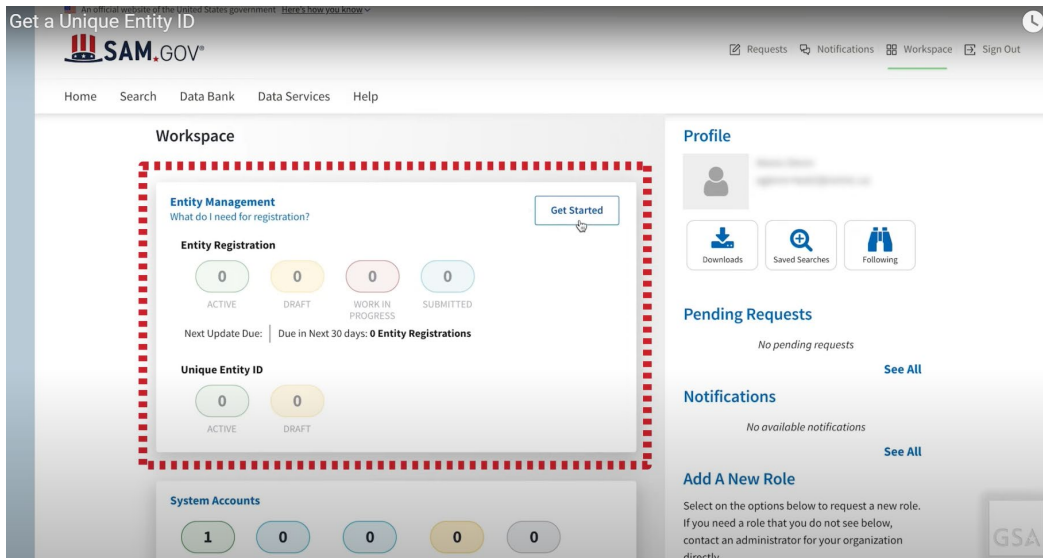 An official website of the United States government Here's how you know
Get a Unique Entity ID
SAM.GOV®
Requests Notifications Workspace Sign Out
Home Search Data Bank Data Services Help
Workspace
Entity Management
What do I need for registration?
Get Started
Entity Registration
0 0 0 0
ACTIVE DRAFT WORK IN PROGRESS SUBMITTED
Next Update Due: Due in Next 30 days: 0 Entity Registrations
Unique Entity ID
0 0
ACTIVE DRAFT
System Accounts
1 0 0 0 0
Profile
Downloads Saved Searches Following
Pending Requests
No pending requests
See All
Notifications
No available notifications
See All
Add A New Role
Select on the options below to request a new role.
If you need a role that you do not see below,
contact an administrator for your organization
directly.
GSA